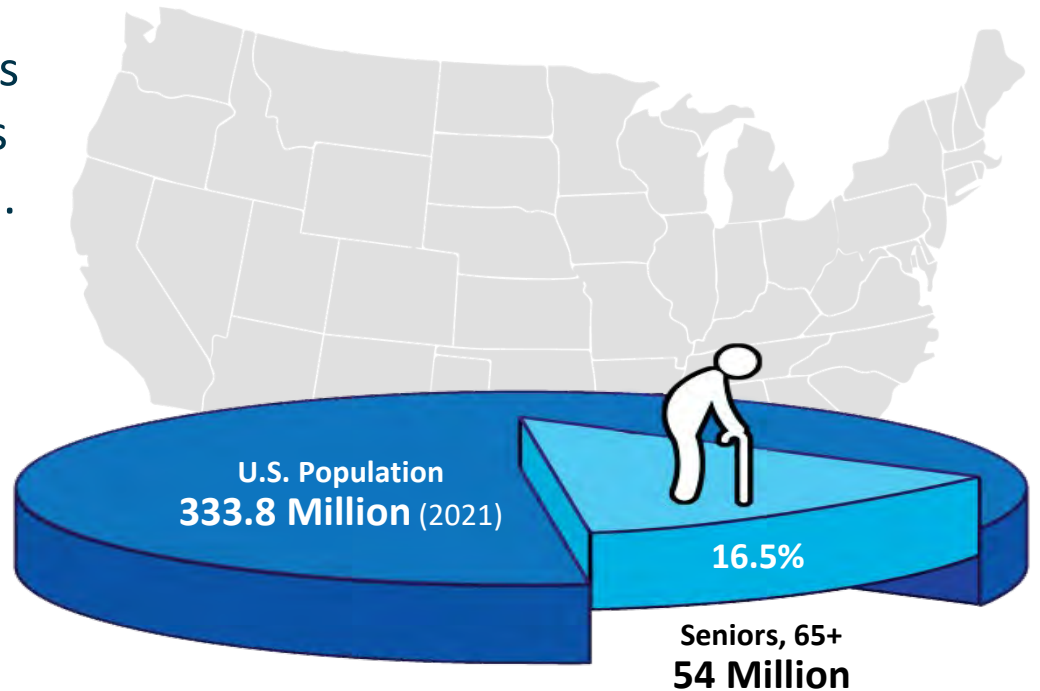 U.S. Population
333.8 Million (2021)
16.5%
Seniors, 65+
54 Million